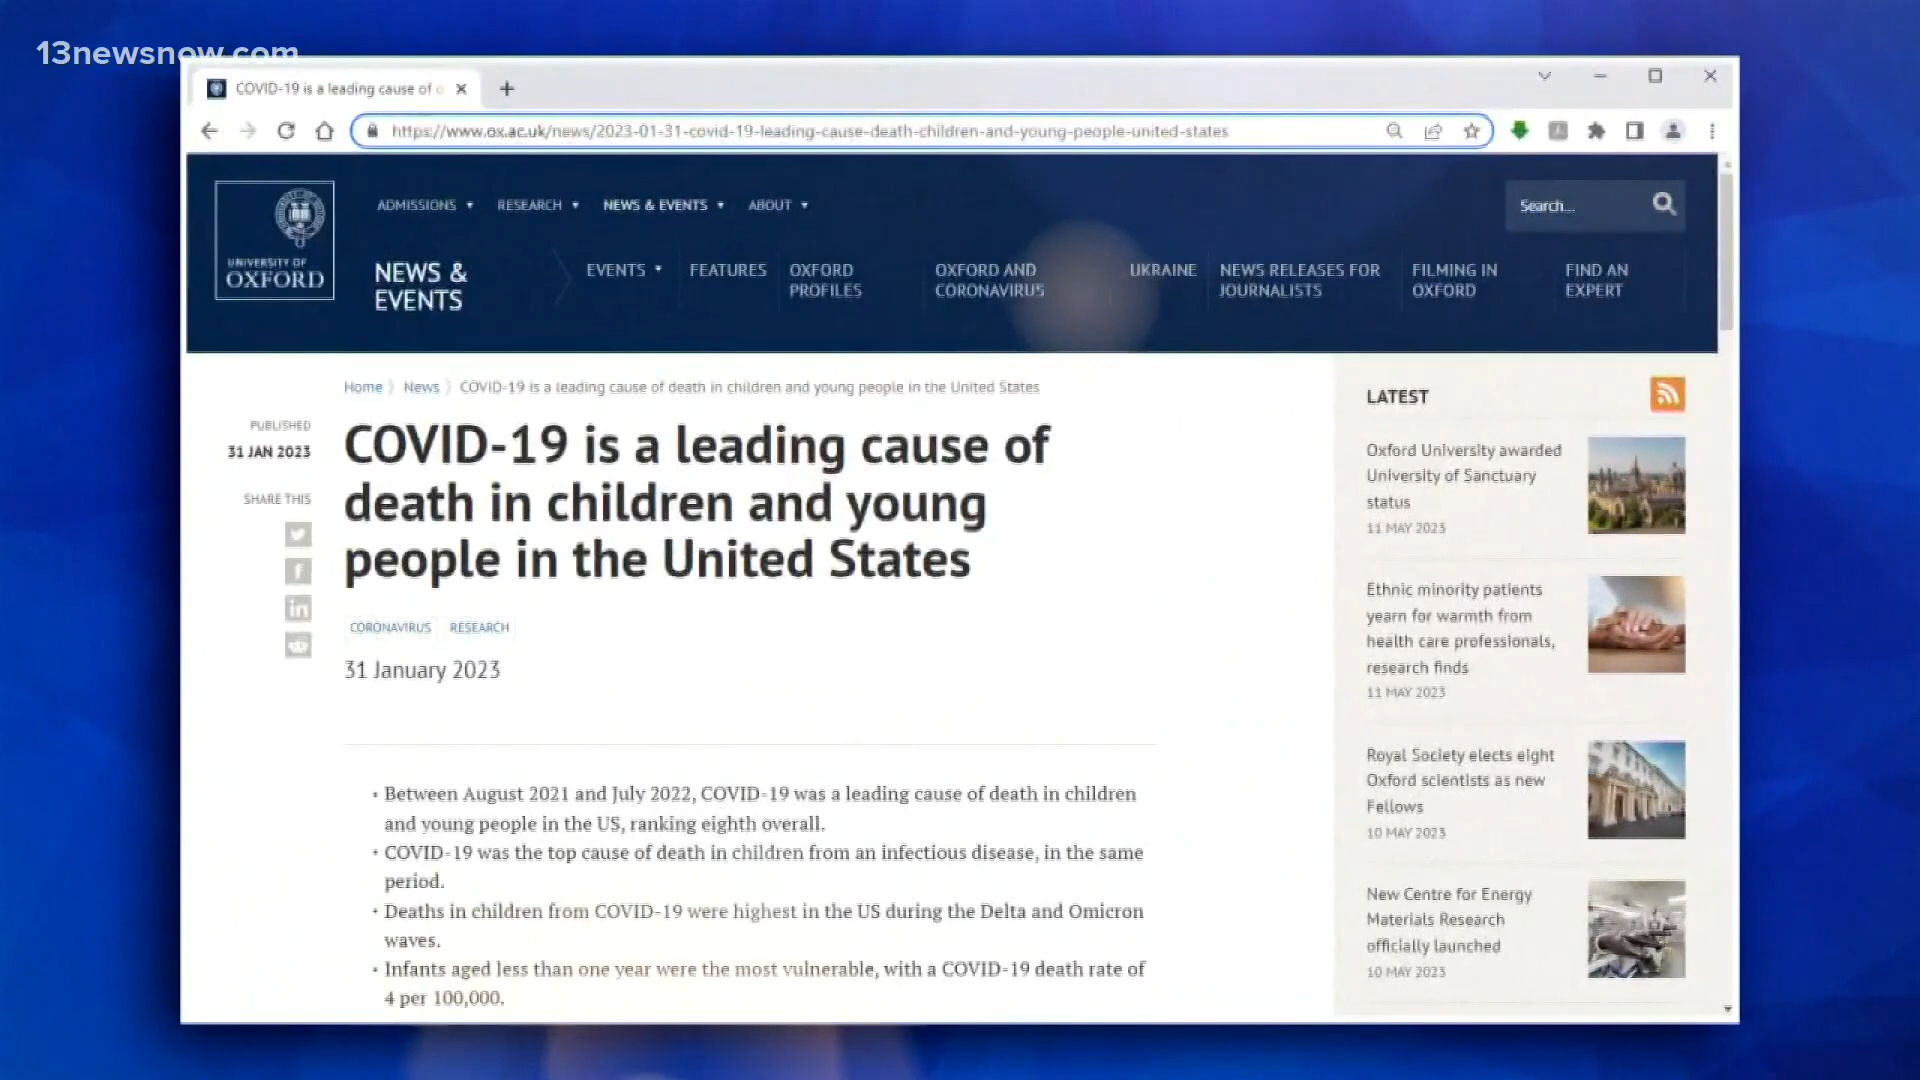 13newsnow.com
COVID-19 is a leading cause of
https://www.ox.ac.uk/news/2023-01-31-covid-19-leading-cause-death-children-and-young-people-united-states
UNIVERSITY OF
OXFORD
ADMISSIONS RESEARCH NEWS & EVENTS ABOUT
Search...
NEWS &
EVENTS
EVENTS
FEATURES
OXFORD
PROFILES
OXFORD AND
CORONAVIRUS
UKRAINE
NEWS RELEASES FOR
JOURNALISTS
FILMING IN
OXFORD
FIND AN
EXPERT
Home News COVID-19 is a leading cause of death in children and young people in the United States
PUBLISHED
31 JAN 2023
SHARE THIS
COVID-19 is a leading cause of
death in children and young
people in the United States
CORONAVIRUS RESEARCH
31 January 2023
• Between August 2021 and July 2022, COVID-19 was a leading cause of death in children
and young people in the US, ranking eighth overall.
• COVID-19 was the top cause of death in children from an infectious disease, in the same
period.
• Deaths in children from COVID-19 were highest in the US during the Delta and Omicron
waves.
• Infants aged less than one year were the most vulnerable, with a COVID-19 death rate of
4 per 100,000.
LATEST
Oxford University awarded
University of Sanctuary
status
11 MAY 2023
Ethnic minority patients
yearn for warmth from
health care professionals,
research finds
11 MAY 2023
Royal Society elects eight
Oxford scientists as new
Fellows
10 MAY 2023
New Centre for Energy
Materials Research
officially launched
10 MAY 2023